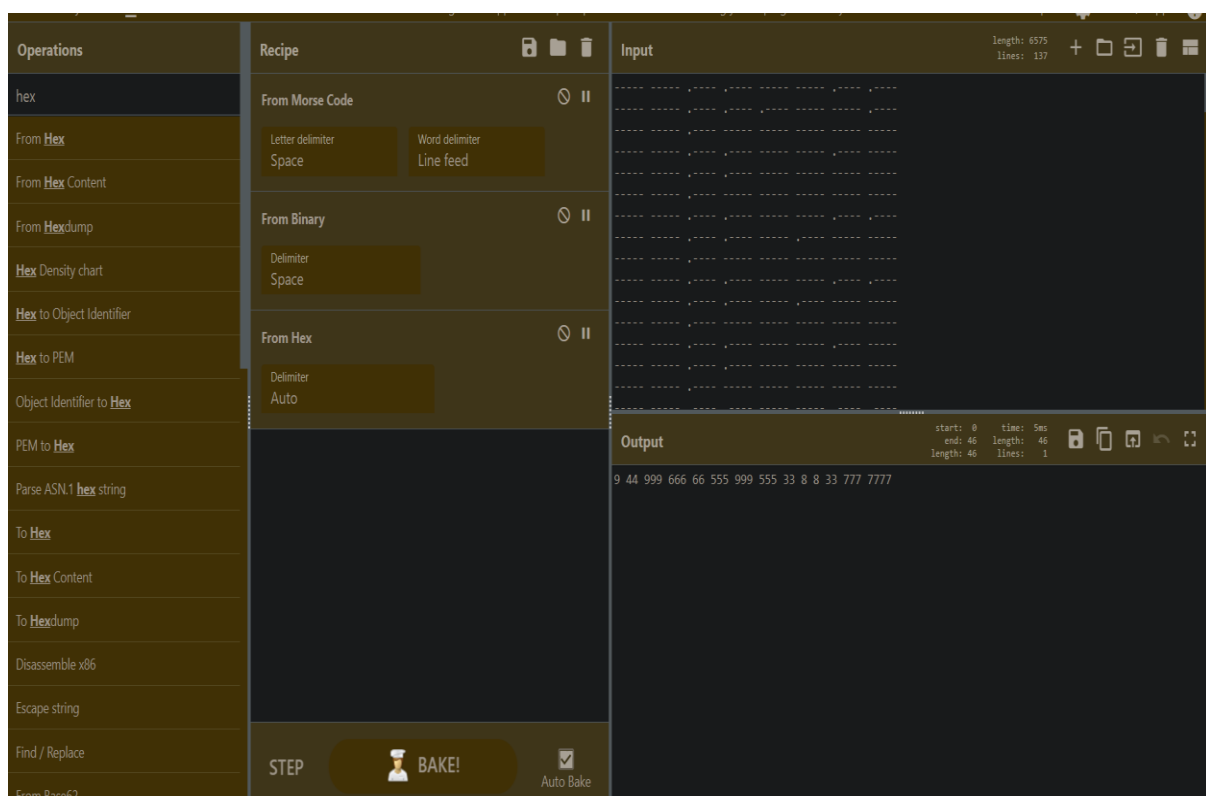 Operations
hex
From Hex
From Hex Content
From Hexdump
Hex Density chart
Hex to Object Identifier
Hex to PEM
Object Identifier to Hex
PEM to Hex
Parse ASN.1 hex string
To Hex
To Hex Content
To Hexdump
Disassemble x86
Escape string
Find / Replace
From Base62
Recipe
From Morse Code
Letter delimiter
Space
Word delimiter
Line feed
From Binary
Delimiter
Space
From Hex
Delimiter
Auto
STEP
BAKE!
Auto Bake
Input
length: 6575
lines: 137
----- ----- .---- .---- ----- ----- .---- .----
----- ----- .---- .---- .---- ----- ----- .----
----- ----- .---- ----- ----- ----- ----- -----
----- ----- .---- .---- ----- ----- .---- -----
----- ----- .---- .---- ----- ----- ----- -----
----- ----- .---- ----- ----- ----- ----- -----
----- ----- .---- .---- ----- ----- .---- .----
----- ----- .---- .---- ----- .---- ----- -----
----- ----- .---- ----- ----- ----- ----- -----
----- ----- .---- .---- ----- ----- .---- .----
----- ----- .---- .---- ----- .---- ----- -----
----- ----- .---- ----- ----- ----- ----- -----
----- ----- .---- .---- ----- ----- .---- -----
----- ----- .---- .---- ----- ----- ----- -----
----- ----- .---- ----- ----- ----- ----- -----
Output
start: 0
end: 46
length: 46
time: 5ms
length: 46
lines: 1
9 44 999 666 66 555 999 555 33 8 8 33 777 7777